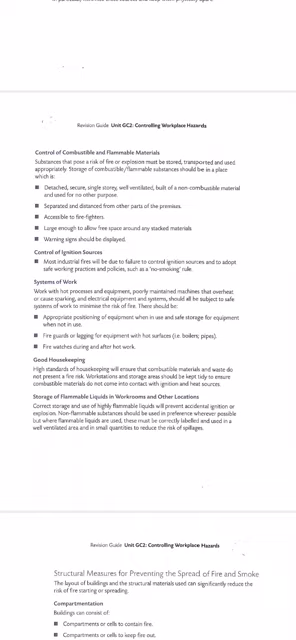 Revision Guide Unit GC2: Controlling Workplace Hazards
Control of Combustible and Flammable Materials
Substances that pose a risk of fire or explosion must be stored, transported and used
appropriately. Storage of combustible/flammable substances should be in a place
which is:
■ Detached, secure, single storey, well ventilated, built of a non-combustible material
and used for no other purpose.
■ Separated and distanced from other parts of the premises.
■ Accessible to fire-fighters.
■ Large enough to allow free space around any stacked materials
■ Warning signs should be displayed.
Control of Ignition Sources
■ Most industrial fires will be due to failure to control ignition sources and to adopt
safe working practices and policies, such as a 'no-smoking' rule.
Systems of Work
Work with hot processes and equipment, poorly maintained machines that overheat
or cause sparking, and electrical equipment and systems, should all be subject to safe
systems of work to minimise the risk of fire. There should be:
■ Appropriate positioning of equipment when in use and safe storage for equipment
when not in use.
■ Fire guards or lagging for equipment with hot surfaces (i.e. boilers; pipes).
■ Fire watches during and after hot work.
Good Housekeeping
High standards of housekeeping will ensure that combustible materials and waste do
not present a fire risk. Workstations and storage areas should be kept tidy to ensure
combustible materials do not come into contact with ignition and heat sources.
Storage of Flammable Liquids in Workrooms and Other Locations
Correct storage and use of highly flammable liquids will prevent accidental ignition or
explosion. Non-flammable substances should be used in preference wherever possible
but where flammable liquids are used, these must be correctly labelled and used in a
well ventilated area and in small quantities to reduce the risk of spillages.
Revision Guide Unit GC2: Controlling Workplace Hazards
Structural Measures for Preventing the Spread of Fire and Smoke
The layout of buildings and the structural materials used can significantly reduce the
risk of fire starting or spreading.
Compartmentation
Buildings can consist of:
■ Compartments or cells to contain fire.
■ Compartments or cells to keep fire out.